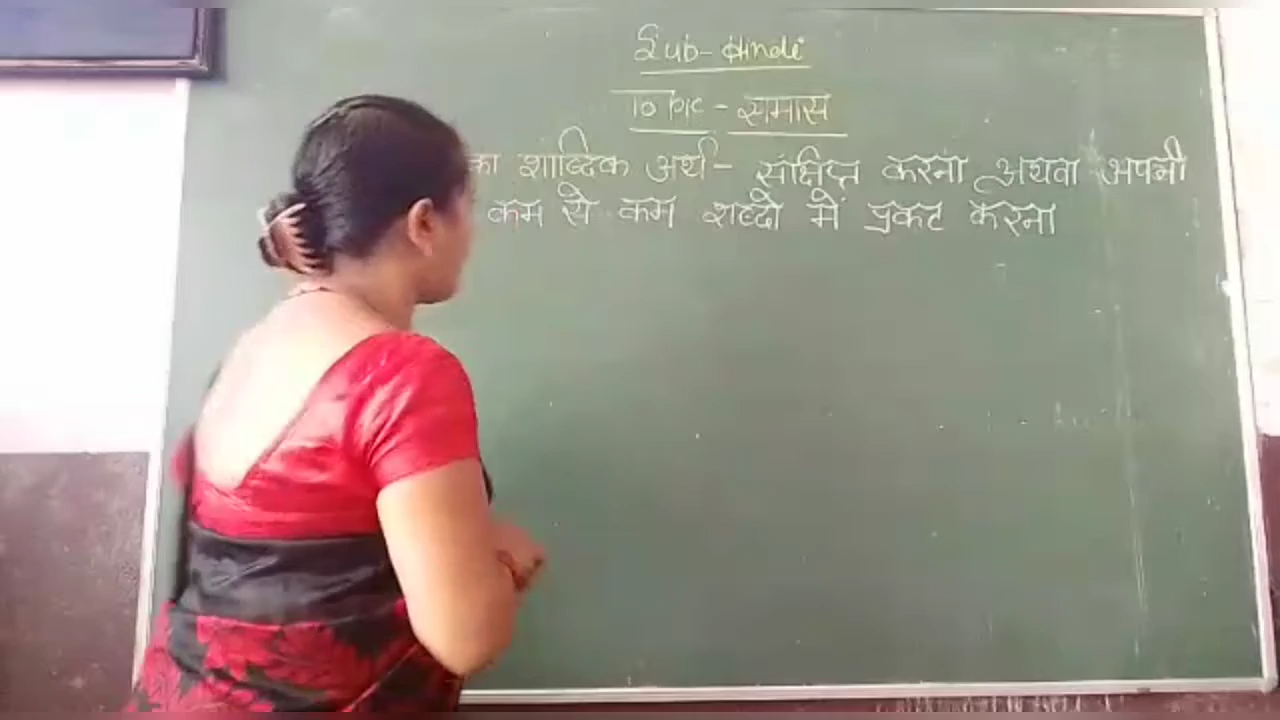 Sub- Hindi
Topic - समास
का शाब्दिक अर्थ - संक्षिप्त करना अथवा अपनी
कम से कम शब्दो में प्रकट करना